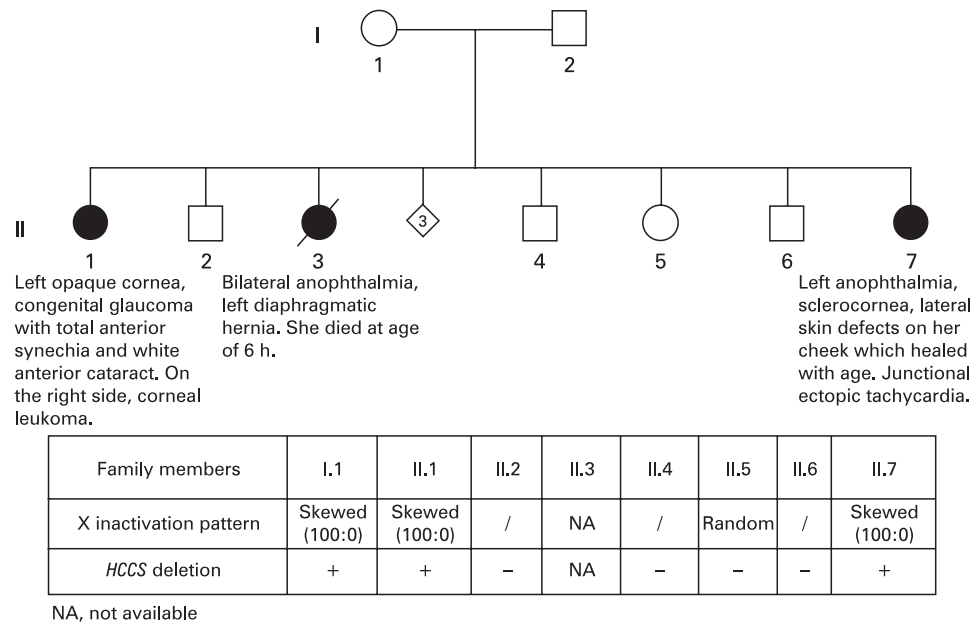 I
1
2
3
II
1
2
3
4
5
6
7
Left opaque cornea,
congenital glaucoma
with total anterior
synechia and white
anterior cataract. On
the right side, corneal
leukoma.
Bilateral anophthalmia,
left diaphragmatic
hernia. She died at age
of 6 h.
Left anophthalmia,
sclerocornea, lateral
skin defects on her
cheek which healed
with age. Junctional
ectopic tachycardia.
Family members I.1 II.1 II.2 II.3 II.4 II.5 II.6 II.7
X inactivation pattern Skewed (100:0) Skewed (100:0) / NA / Random / Skewed (100:0)
HCCS deletion + + – NA – – – +
NA, not available